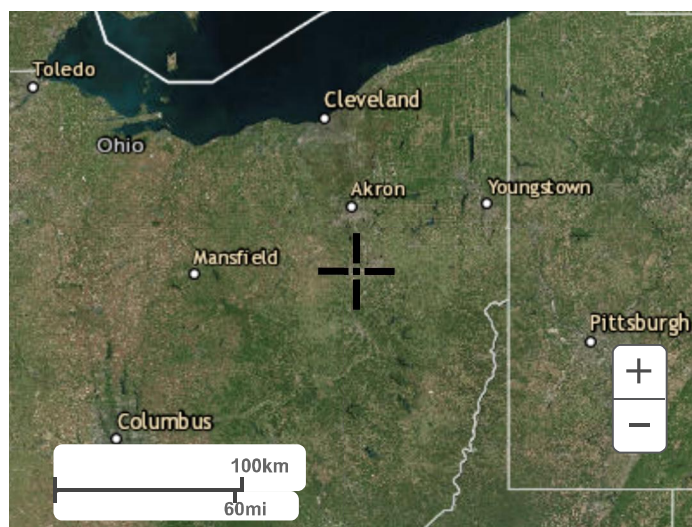 Toledo
Cleveland
Ohio
Akron
Youngstown
Mansfield
Pittsburgh
+
−
Columbus
100km
60mi